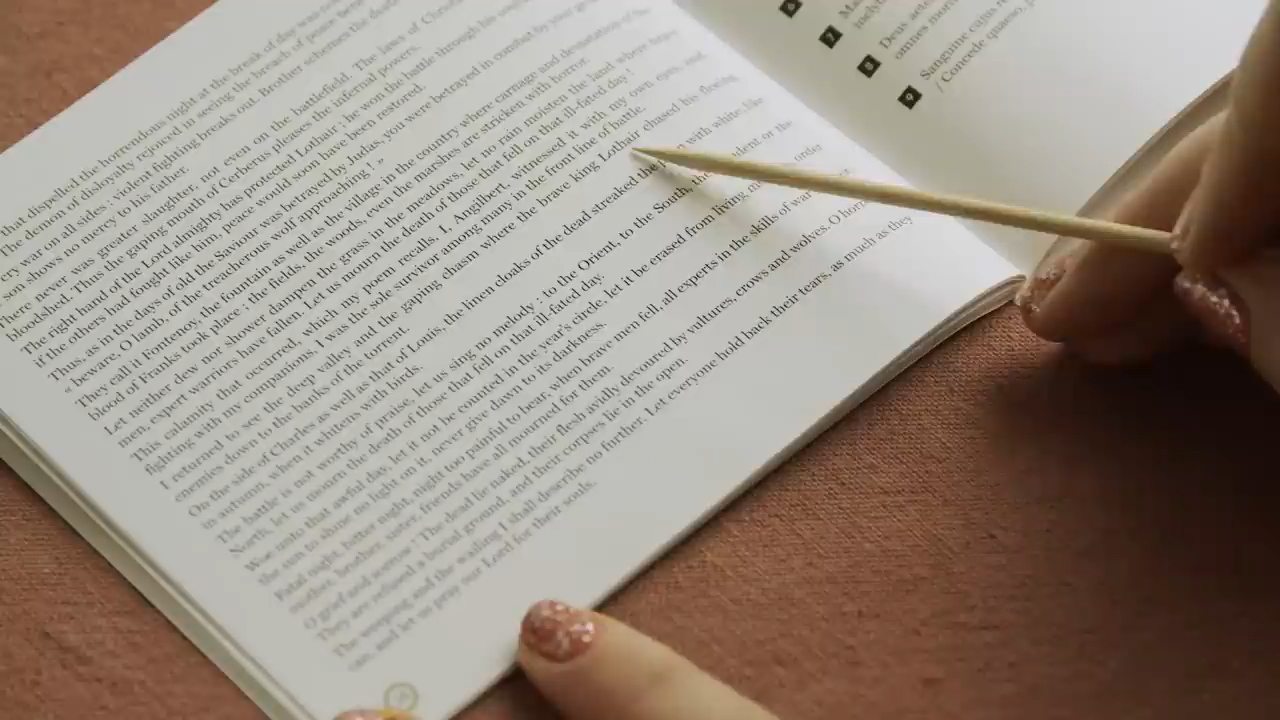 that dispelled the horrendous night at the break of day was
The demon of disloyalty rejoiced in seeing the breach of peace
cry war on all sides : violent fighting breaks out. Brother schemes the
son shows no mercy to his father.
there never was greater slaughter, not even on the battlefield. The laws of
bloodshed. Thus the gaping mouth of Cerberus pleases the infernal powers.
The right hand of the Lord almighty has protected Lothair ; he won the battle through his
if the others had fought like him, peace would soon have been restored.
Thus, as in the days of old the Saviour was betrayed by Judas, you were betrayed in combat by your
« beware, O lamb, of the treacherous wolf approaching ! »
They call it Fontenoy, the fountain as well as the village in the country where carnage and devastation of the
blood of Franks took place ; the fields, the woods, even the marshes are stricken with horror.
Let neither dew nor shower dampen the grass in the meadows, let no rain moisten the land where
men, expert warriors have fallen. Let us mourn the death of those that fell on that ill-fated day !
This calamity that occurred, which my poem recalls, I, Angilbert, witnessed it with my own eyes, and
fighting with my companions, I was the sole survivor among many in the front line of battle.
I returned to see the deep valley and the gaping chasm where the brave king Lothair chased his fleeing
enemies down to the banks of the torrent.
On the side of Charles as well as that of Louis, the linen cloaks of the dead streaked the with white like
in autumn, when it whitens with birds.
The battle is not worthy of praise, let us sing no melody : to the Orient, to the South, the or the
North, let us mourn the death of those that fell on that ill-fated day.
Woe unto that awful day, let it not be counted in the year's circle, let it be erased from living order
the sun to shine no light on it, never give dawn to its darkness.
Fatal night, bitter night, night too painful to bear, when brave men fell, all experts in the skills of war
mother, brother, sister, friends have all mourned for them.
O grief and sorrow ! The dead lie naked, their flesh avidly devoured by vultures, crows and wolves. O
They are refused a burial ground, and their corpses lie in the open.
The weeping and the wailing I shall describe no further. Let everyone hold back their tears, as much as they
can, and let us pray our Lord for their souls.
6
7
8 Deus
omnes
9 Sanguine
/ Concede quaeso,